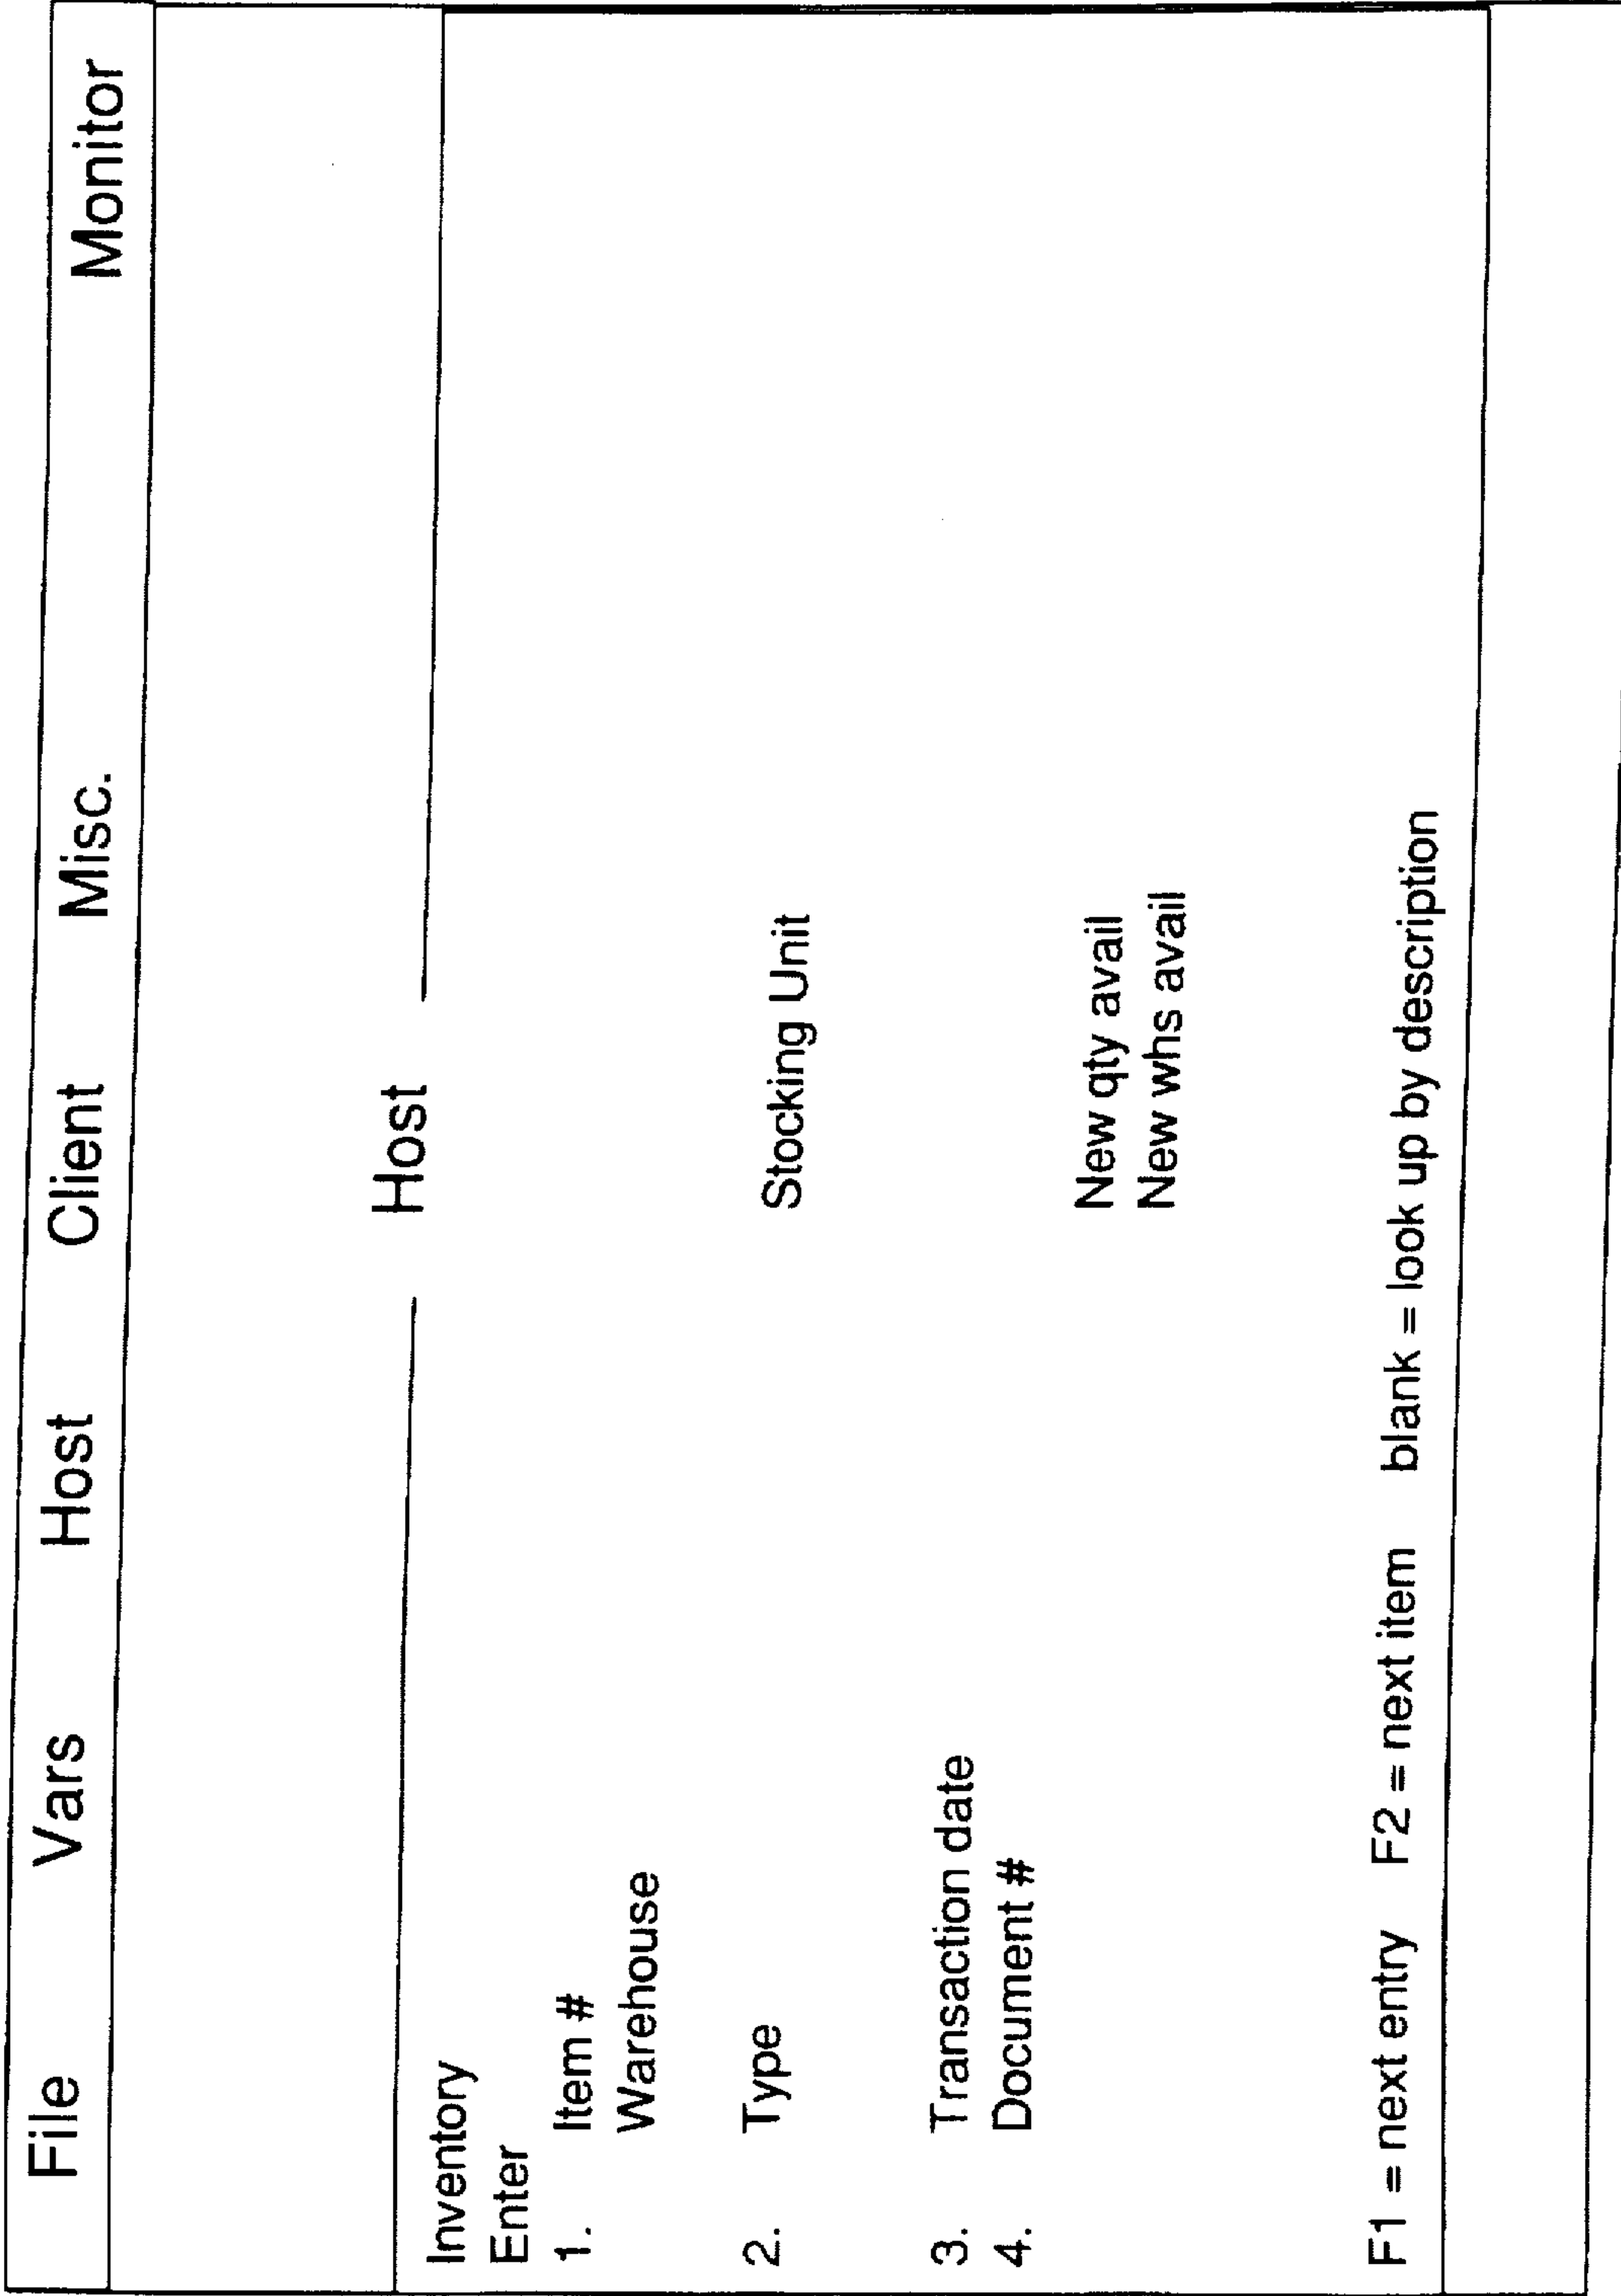 File Vars Host Client Misc. Monitor
Host
Inventory
Enter
1. Item #
Warehouse
2. Type Stocking Unit
3. Transaction date
4. Document #
New qty avail
New whs avail
F1 = next entry F2 = next item blank = look up by description